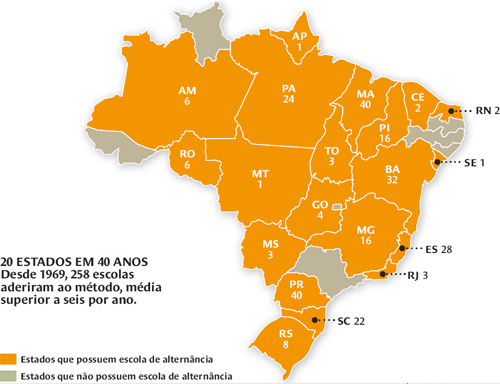 AP
1
AM
6
PA
24
MA
40
CE
2
RN 2
PI
16
RO
6
TO
3
SE 1
MT
1
BA
32
GO
4
MG
16
ES 28
MS
3
RJ 3
PR
40
SC 22
RS
8
20 ESTADOS EM 40 ANOS
Desde 1969, 258 escolas
aderiram ao método, média
superior a seis por ano.
Estados que possuem escola de alternância
Estados que não possuem escola de alternância